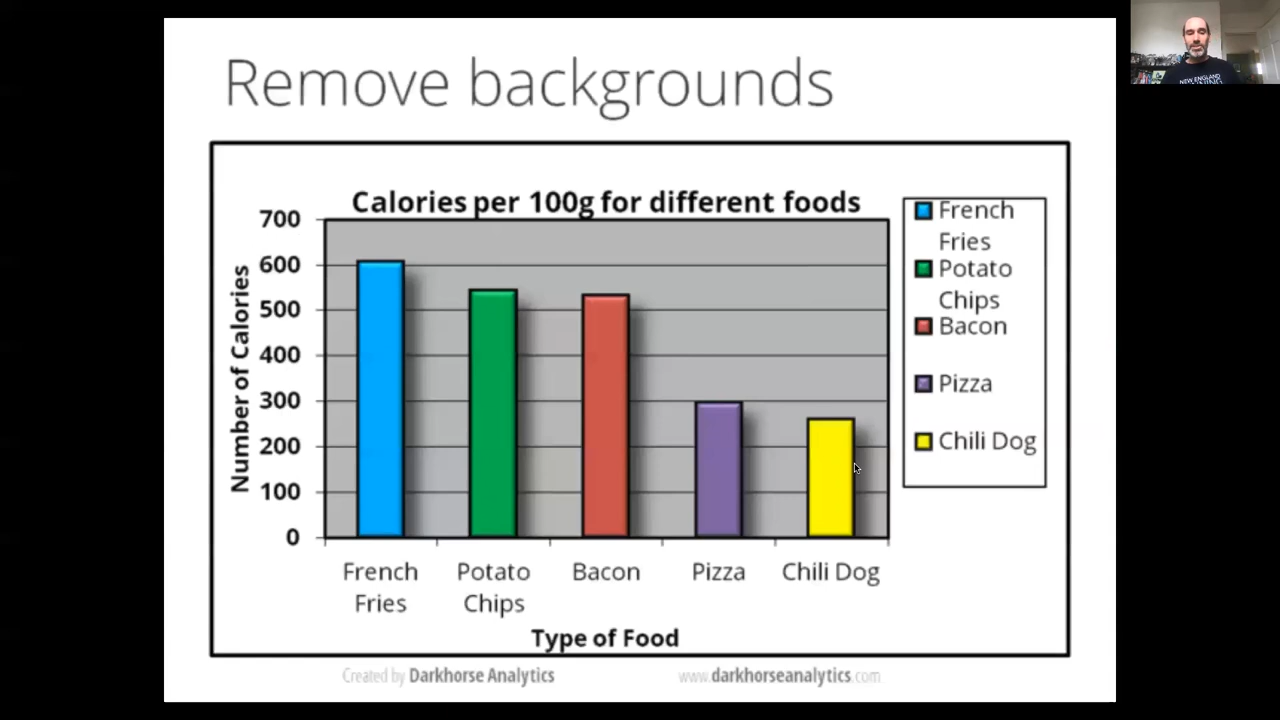 Remove backgrounds
Calories per 100g for different foods
Number of Calories
700
600
500
400
300
200
100
0
French
Fries
Potato
Chips
Bacon
Pizza
Chili Dog
Type of Food
French
Fries
Potato
Chips
Bacon
Pizza
Chili Dog
Created by Darkhorse Analytics
www.darkhorseanalytics.com
NEW ENGLAND